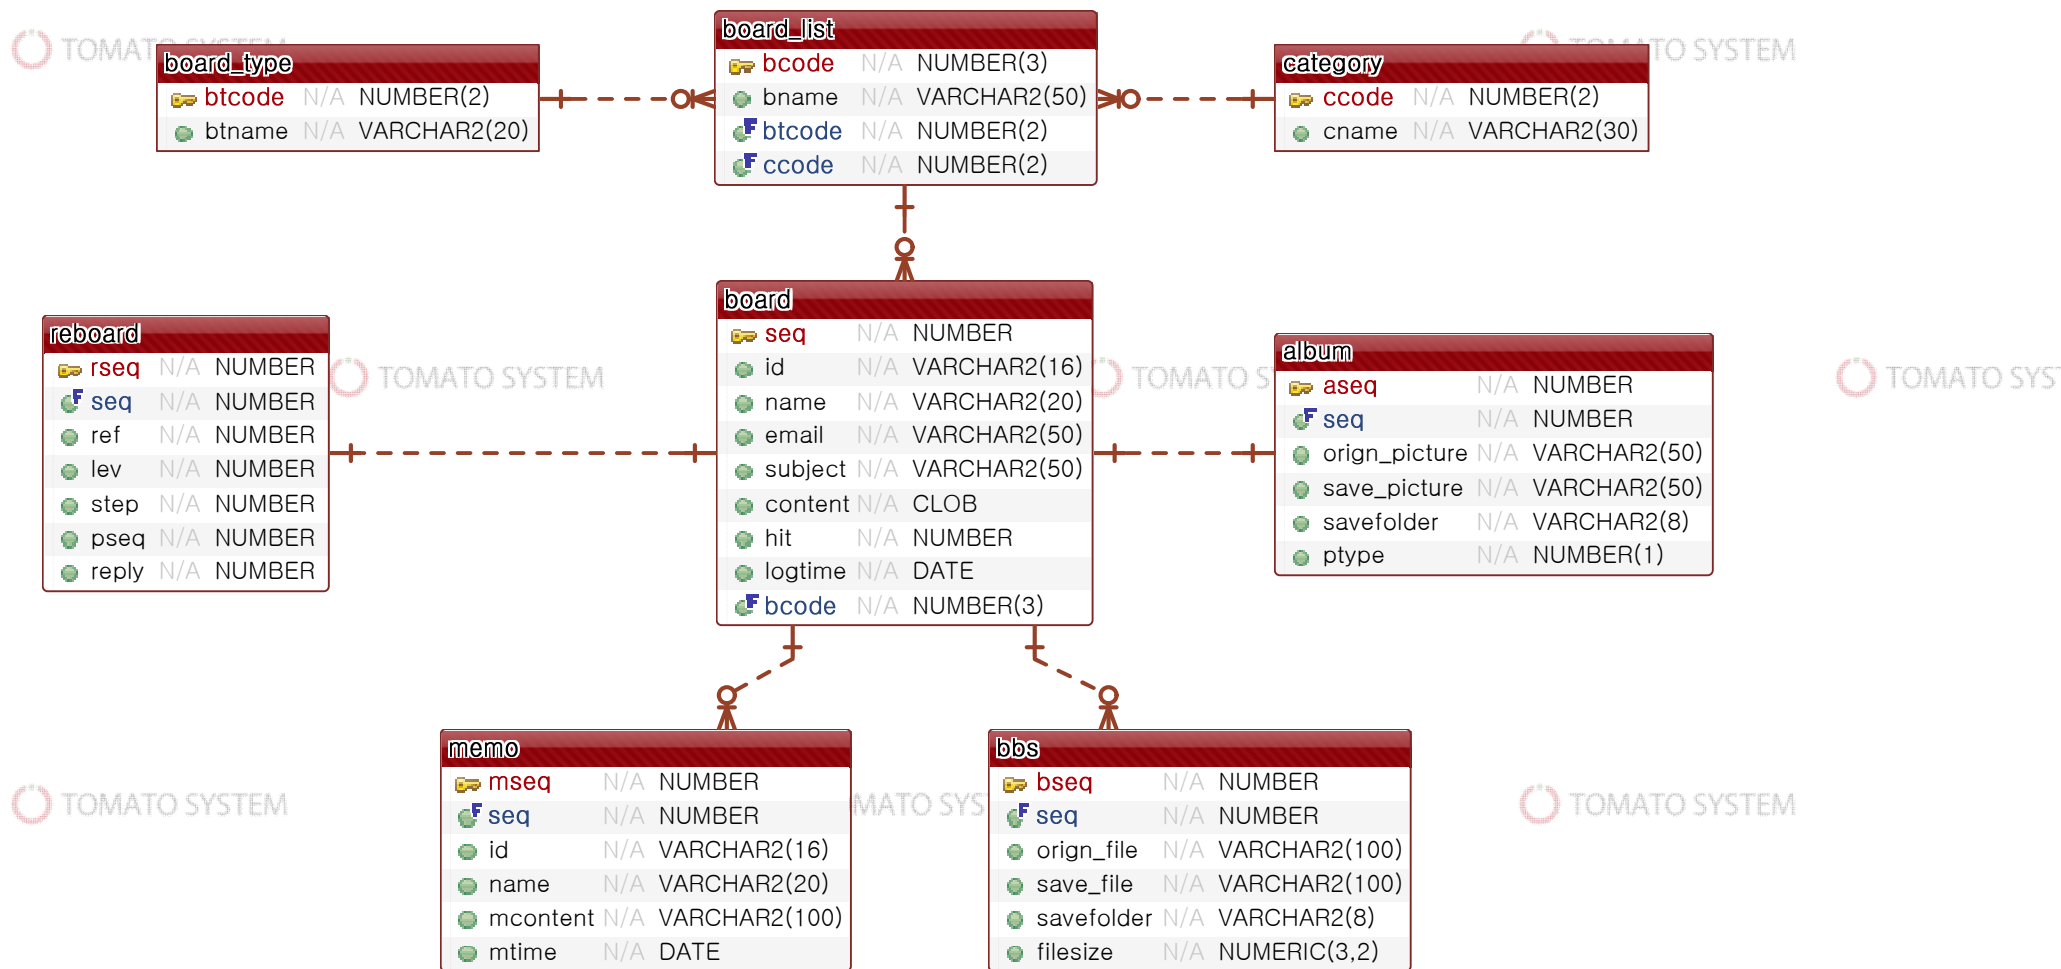 TOMATO SYSTEM
TOMATO SYSTEM
board_type
btcode N/A NUMBER(2)
btname N/A VARCHAR2(20)
board_list
bcode N/A NUMBER(3)
bname N/A VARCHAR2(50)
btcode N/A NUMBER(2)
ccode N/A NUMBER(2)
category
ccode N/A NUMBER(2)
cname N/A VARCHAR2(30)
reboard
rseq N/A NUMBER
seq N/A NUMBER
ref N/A NUMBER
lev N/A NUMBER
step N/A NUMBER
pseq N/A NUMBER
reply N/A NUMBER
TOMATO SYSTEM
board
seq N/A NUMBER
id N/A VARCHAR2(16)
name N/A VARCHAR2(20)
email N/A VARCHAR2(50)
subject N/A VARCHAR2(50)
content N/A CLOB
hit N/A NUMBER
logtime N/A DATE
bcode N/A NUMBER(3)
TOMATO S
album
aseq N/A NUMBER
seq N/A NUMBER
orign_picture N/A VARCHAR2(50)
save_picture N/A VARCHAR2(50)
savefolder N/A VARCHAR2(8)
ptype N/A NUMBER(1)
TOMATO SYS
TOMATO SYSTEM
memo
mseq N/A NUMBER
seq N/A NUMBER
id N/A VARCHAR2(16)
name N/A VARCHAR2(20)
mcontent N/A VARCHAR2(100)
mtime N/A DATE
MATO SYS
bbs
bseq N/A NUMBER
seq N/A NUMBER
orign_file N/A VARCHAR2(100)
save_file N/A VARCHAR2(100)
savefolder N/A VARCHAR2(8)
filesize N/A NUMERIC(3,2)
TOMATO SYSTEM